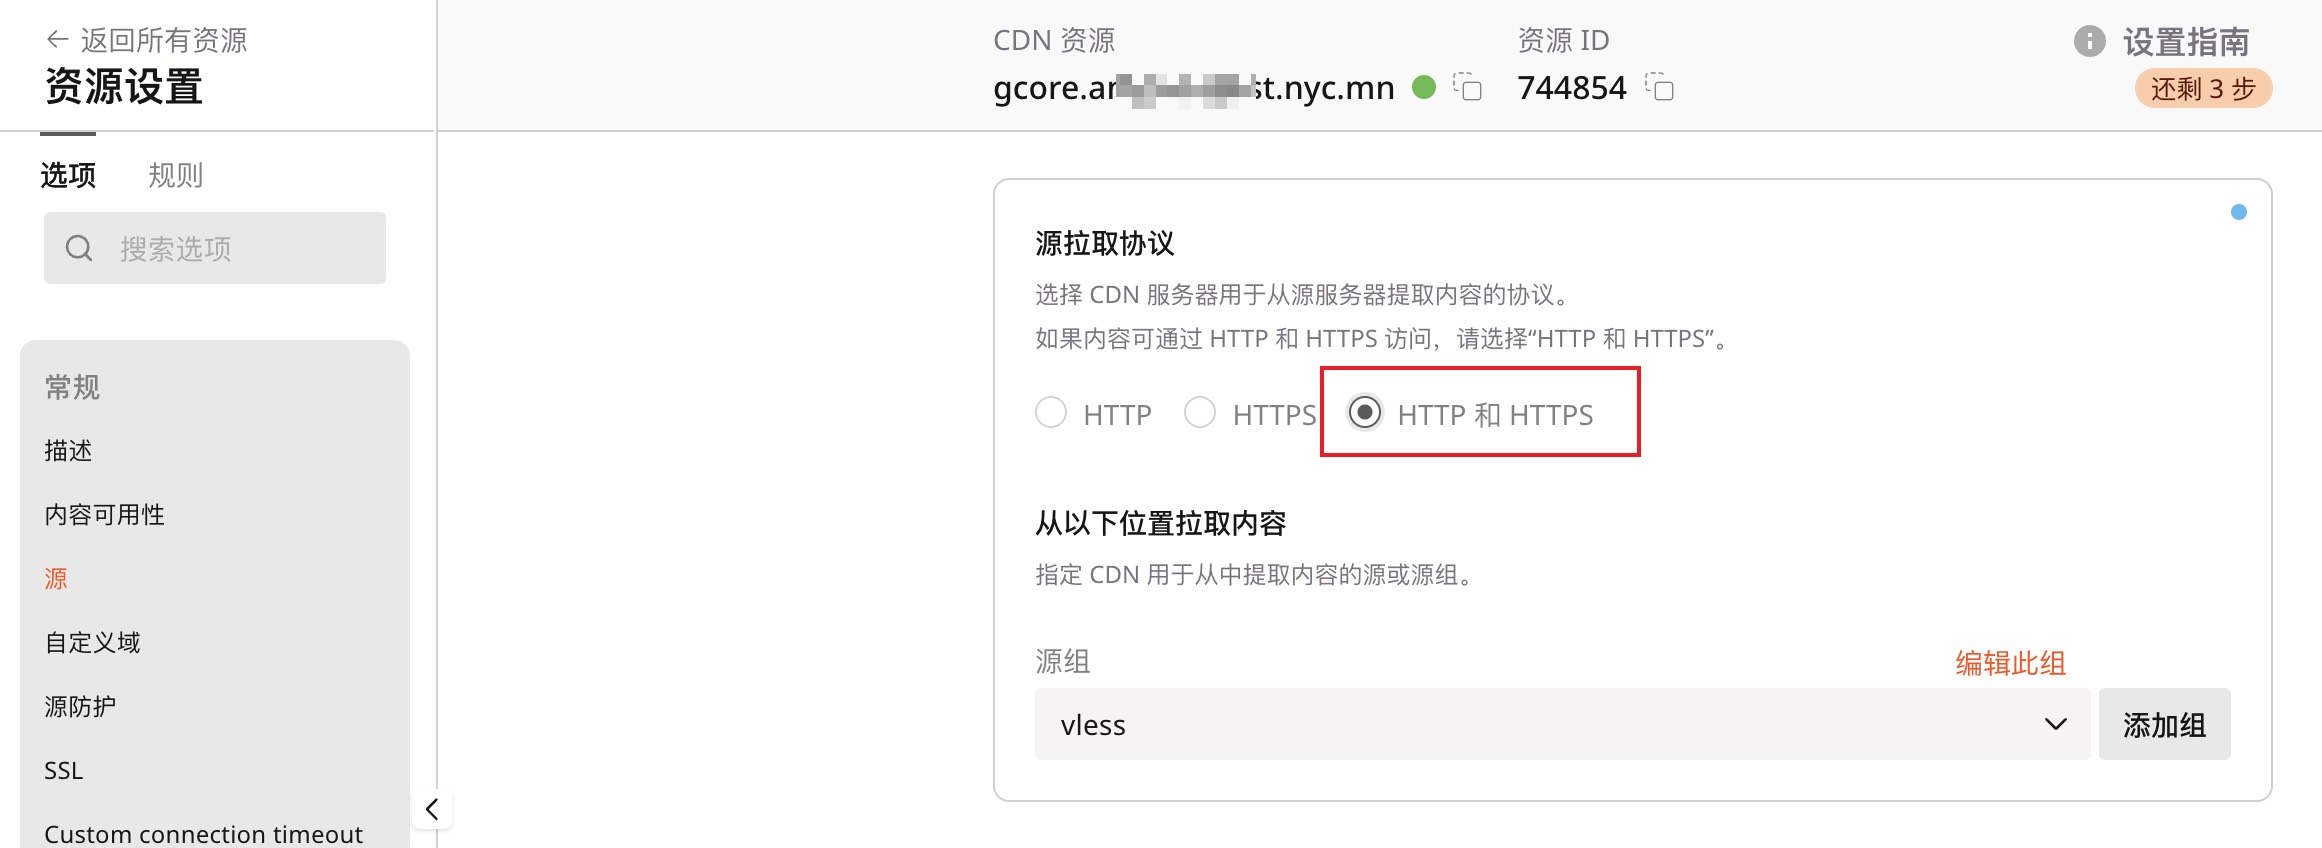 返回所有资源
资源设置
选项
规则
搜索选项
常规
描述
内容可用性
源
自定义域
源防护
SSL
Custom connection timeout
CDN 资源
gcore.ar st.nyc.mn
资源 ID
744854
设置指南
还剩 3 步
源拉取协议
选择 CDN 服务器用于从源服务器提取内容的协议。
如果内容可通过 HTTP 和 HTTPS 访问，请选择“HTTP 和 HTTPS”。
HTTP
HTTPS
HTTP 和 HTTPS
从以下位置拉取内容
指定 CDN 用于从中提取内容的源或源组。
源组
编辑此组
vless
添加组